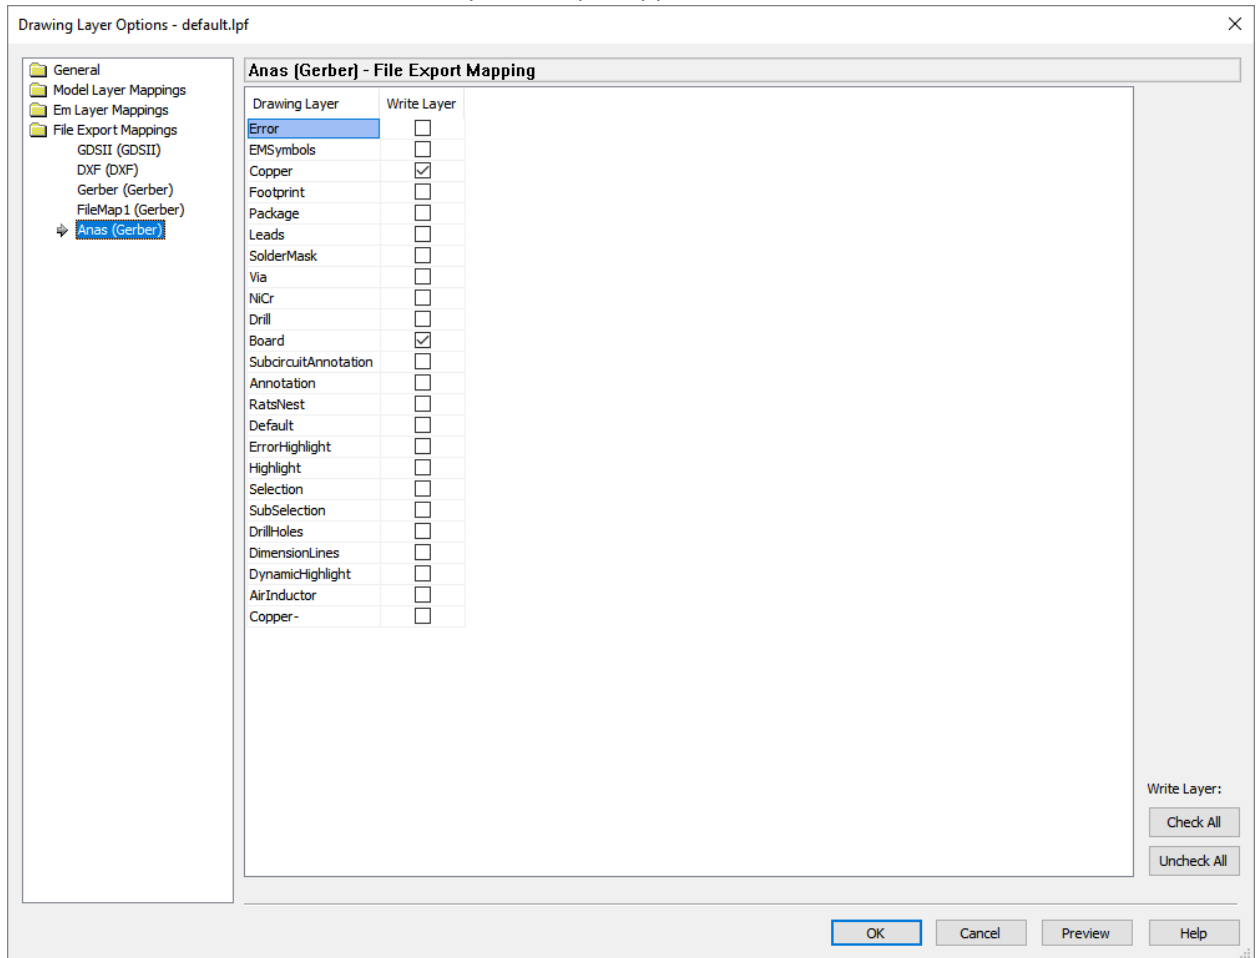 Drawing Layer Options - default.lpf
General
Model Layer Mappings
Em Layer Mappings
File Export Mappings
GDSII (GDSII)
DXF (DXF)
Gerber (Gerber)
FileMap1 (Gerber)
Anas (Gerber)
Anas (Gerber) - File Export Mapping
Drawing Layer Write Layer
Error
EMSymbols
Copper
Footprint
Package
Leads
SolderMask
Via
NiCr
Drill
Board
SubcircuitAnnotation
Annotation
RatsNest
Default
ErrorHighlight
Highlight
Selection
SubSelection
DrillHoles
DimensionLines
DynamicHighlight
AirInductor
Copper-
Write Layer:
Check All
Uncheck All
OK Cancel Preview Help